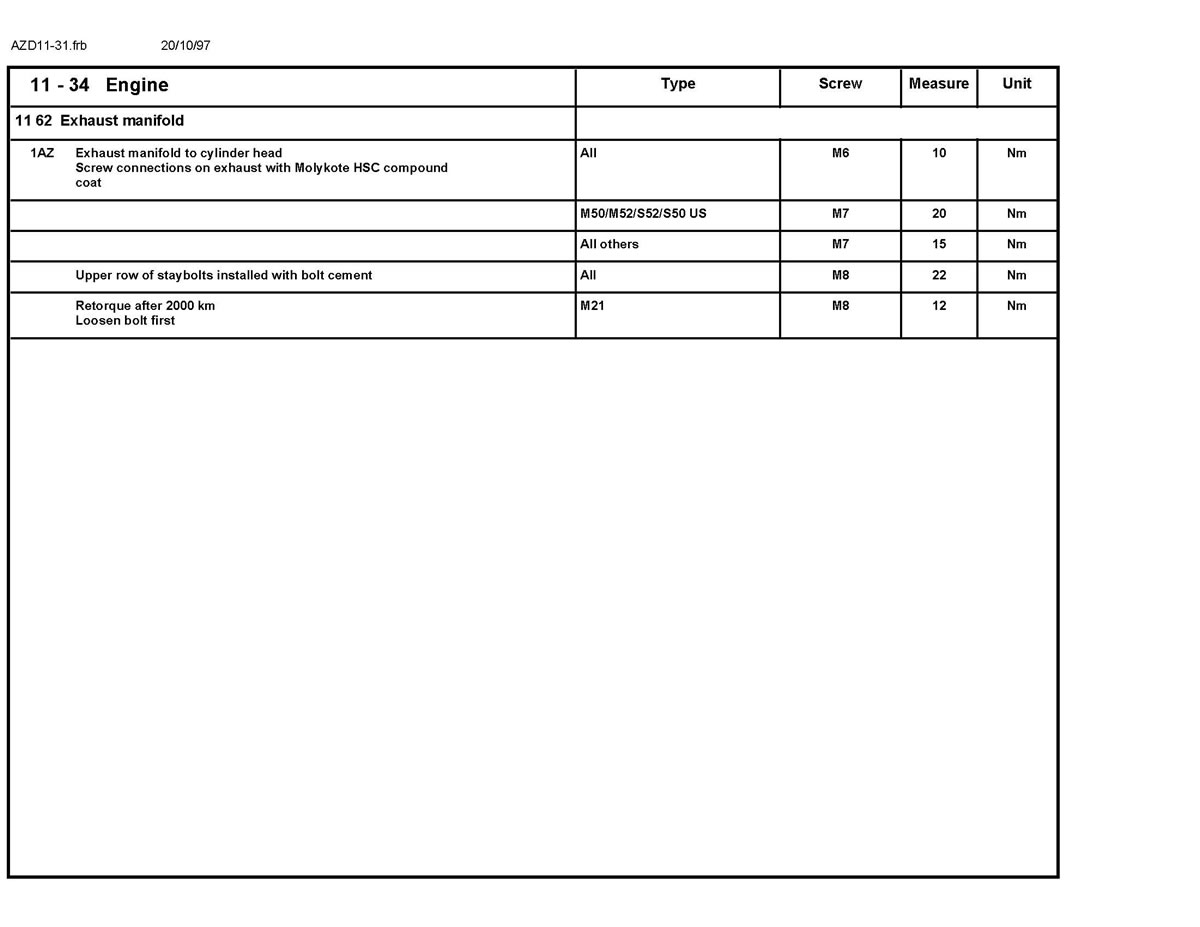 AZD11-31.frb 20/10/97
11 - 34 Engine Type Screw Measure Unit
11 62 Exhaust manifold
1AZ Exhaust manifold to cylinder head All M6 10 Nm
Screw connections on exhaust with Molykote HSC compound
coat
M50/M52/S52/S50 US M7 20 Nm
All others M7 15 Nm
Upper row of staybolts installed with bolt cement All M8 22 Nm
Retorque after 2000 km M21 M8 12 Nm
Loosen bolt first